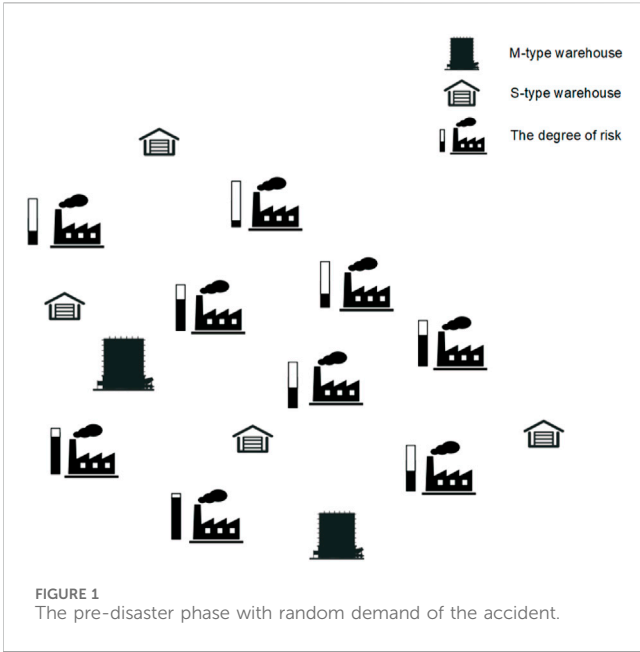 M-type warehouse
S-type warehouse
The degree of risk
FIGURE 1
The pre-disaster phase with random demand of the accident.